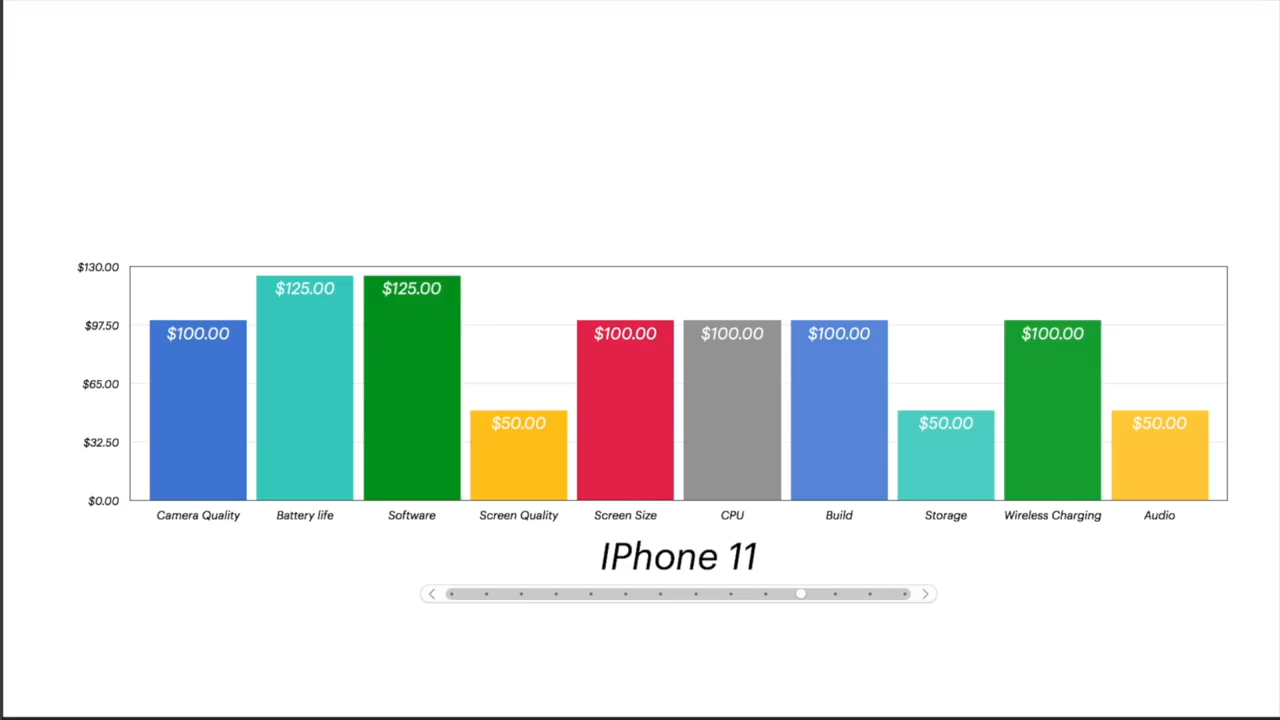 $130.00
$125.00 $125.00
$97.50
$100.00 $100.00 $100.00 $100.00 $100.00
$65.00
$50.00 $50.00 $50.00
$32.50
$0.00
Camera Quality Battery life Software Screen Quality Screen Size CPU Build Storage Wireless Charging Audio
IPhone 11